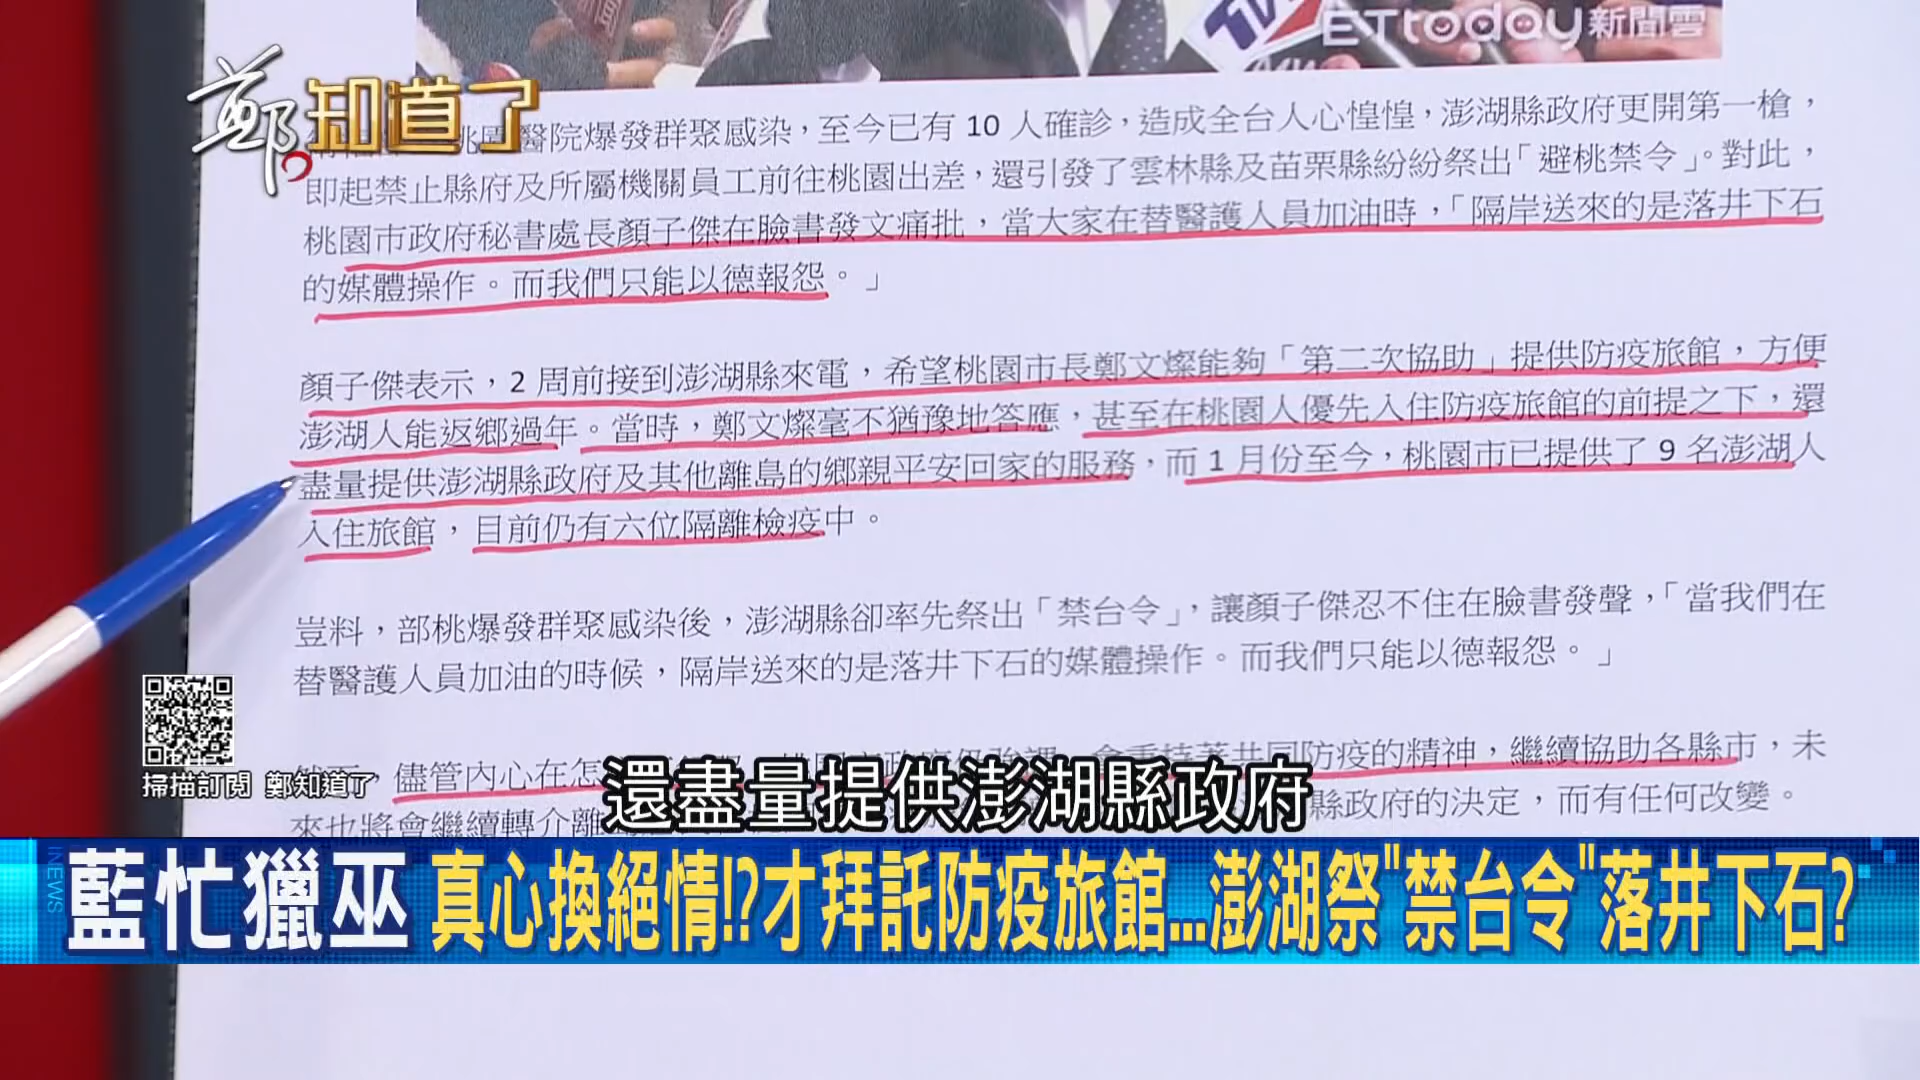 ETtoday新聞雲
鄭知道了
桃園醫院爆發群聚感染，至今已有 10 人確診，造成全台人心惶惶，澎湖縣政府更開第一槍，
即起禁止縣府及所屬機關員工前往桃園出差，還引發了雲林縣及苗栗縣紛紛祭出「避桃禁令」。對此，
桃園市政府秘書處長顏子傑在臉書發文痛批，當大家在替醫護人員加油時，「隔岸送來的是落井下石
的媒體操作。而我們只能以德報怨。」
顏子傑表示，2 周前接到澎湖縣來電，希望桃園市長鄭文燦能夠「第二次協助」提供防疫旅館，方便
澎湖人能返鄉過年。當時，鄭文燦毫不猶豫地答應，甚至在桃園人優先入住防疫旅館的前提之下，還
盡量提供澎湖縣政府及其他離島的鄉親平安回家的服務，而 1 月份至今，桃園市已提供了 9 名澎湖人
入住旅館，目前仍有六位隔離檢疫中。
豈料，部桃爆發群聚感染後，澎湖縣卻率先祭出「禁台令」，讓顏子傑忍不住在臉書發聲，「當我們在
替醫護人員加油的時候，隔岸送來的是落井下石的媒體操作。而我們只能以德報怨。」
儘管內心在怎 防疫的精神，繼續協助各縣市，未
來也將會繼續轉介離 縣政府的決定，而有任何改變。
掃描訂閱 鄭知道了
還盡量提供澎湖縣政府
INEWS
藍忙獵巫 真心換絕情!?才拜託防疫旅館...澎湖祭"禁台令"落井下石?